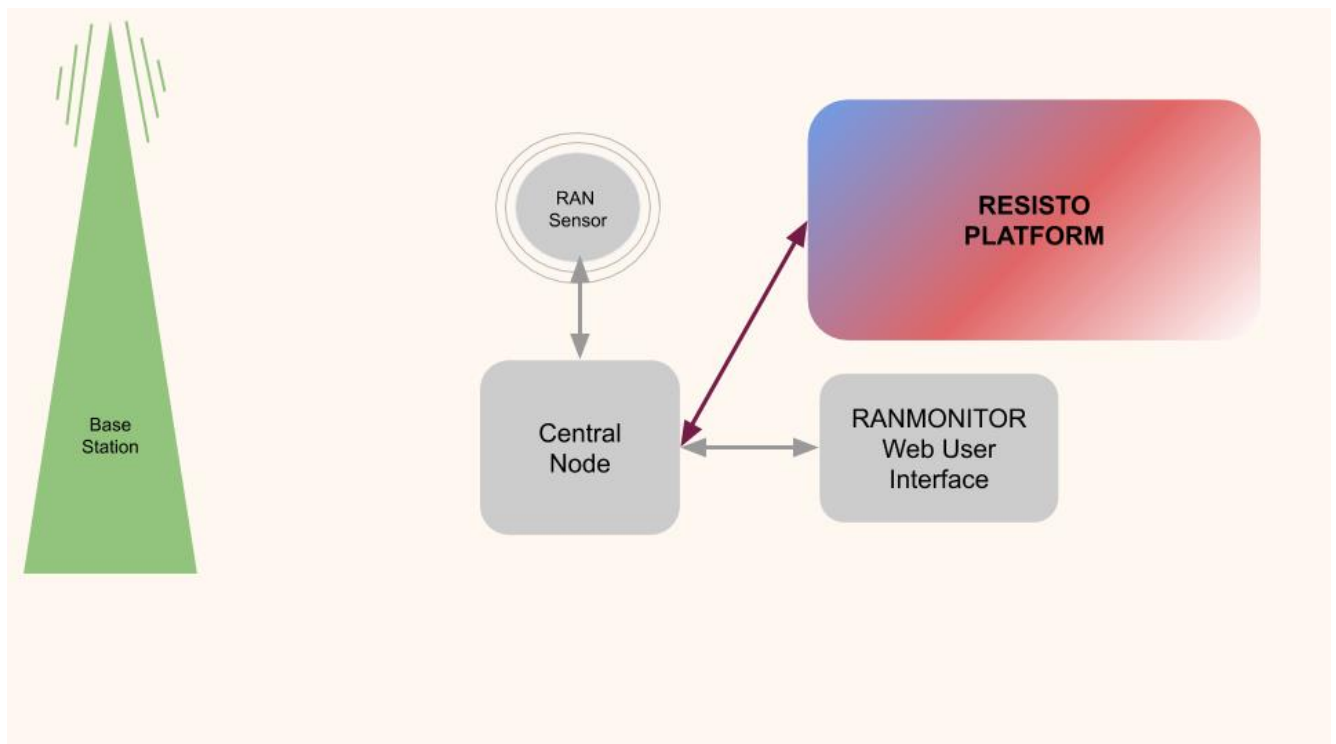 RAN
Sensor
RESISTO
PLATFORM
Base
Station
Central
Node
RANMONITOR
Web User
Interface